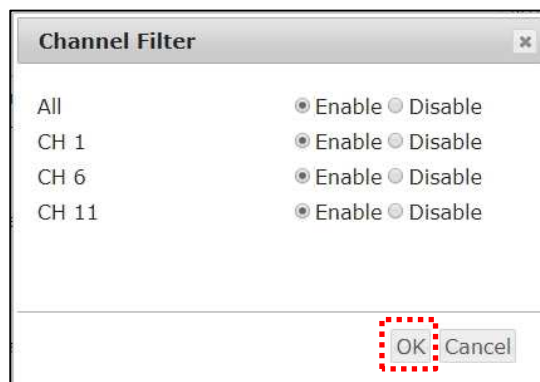 Channel Filter
All Enable Disable
CH 1 Enable Disable
CH 6 Enable Disable
CH 11 Enable Disable
OK Cancel